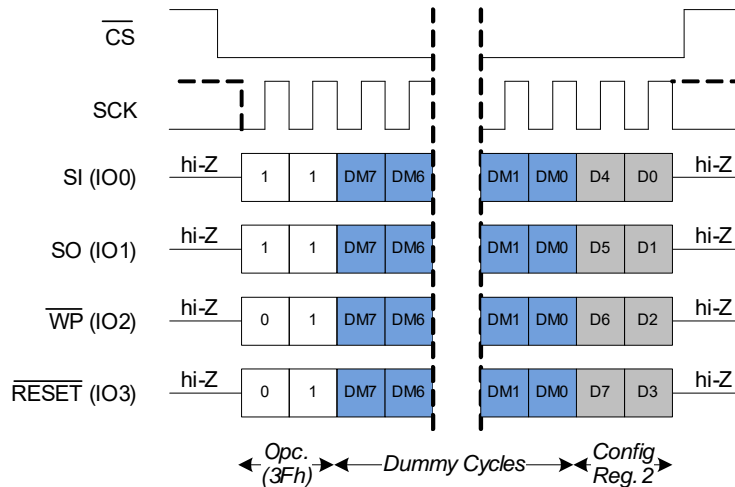 CS
SCK
hi-Z hi-Z
SI (IO0) 1 1 DM7 DM6 DM1 DM0 D4 D0
hi-Z hi-Z
SO (IO1) 1 1 DM7 DM6 DM1 DM0 D5 D1
hi-Z hi-Z
WP (IO2) 0 1 DM7 DM6 DM1 DM0 D6 D2
hi-Z hi-Z
RESET (IO3) 0 1 DM7 DM6 DM1 DM0 D7 D3
Opc.
(3Fh)
Dummy Cycles
Config
Reg. 2